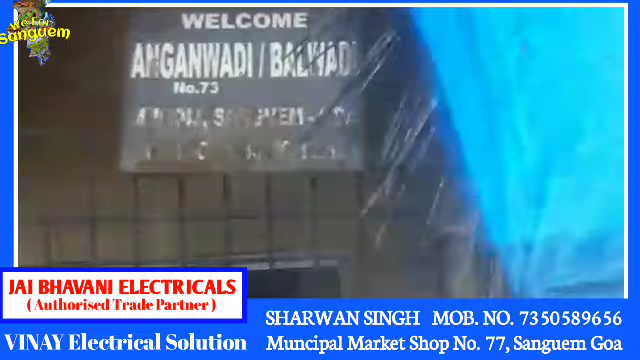 We For
Sanguem
WELCOME
ANGANWADI / BALWADI
No.73
SANGUEM -
JAI BHAVANI ELECTRICALS
( Authorised Trade Partner )
VINAY Electrical Solution
SHARWAN SINGH MOB. NO. 7350589656
Muncipal Market Shop No. 77, Sanguem Goa